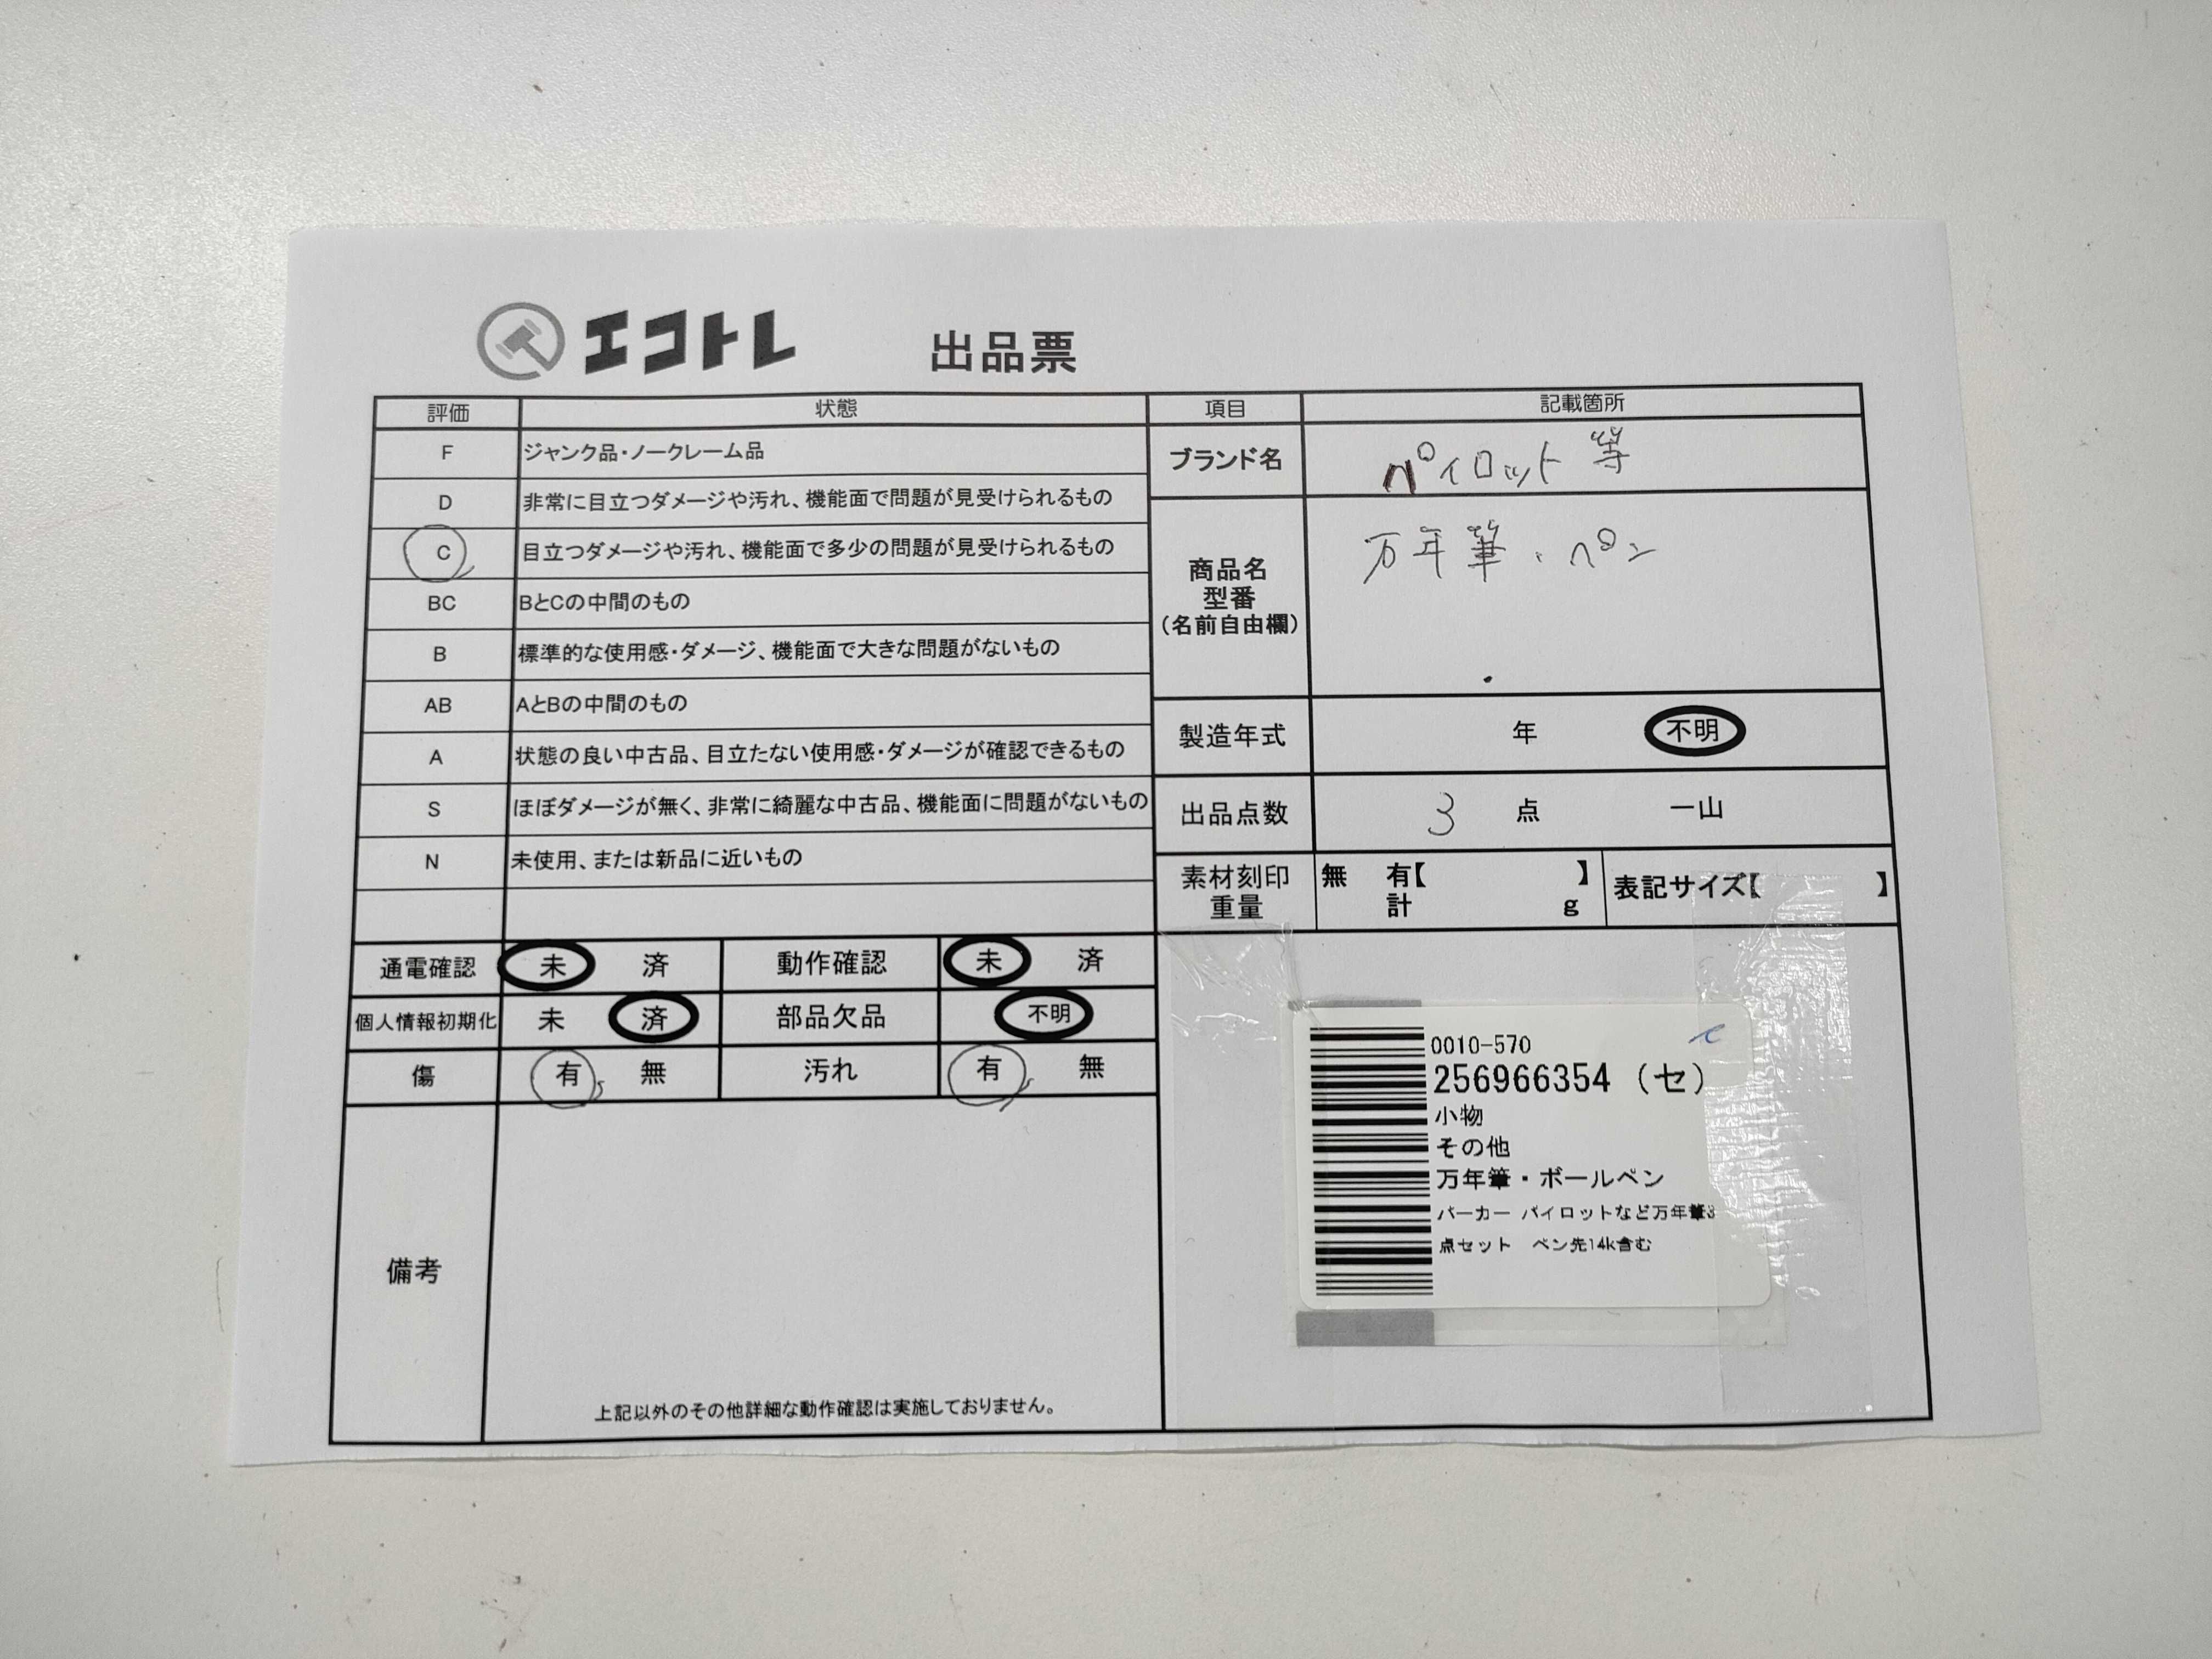 エコトレ 出品票
評価 状態
F ジャンク品・ノークレーム品
D 非常に目立つダメージや汚れ、機能面で問題が見受けられるもの
C 目立つダメージや汚れ、機能面で多少の問題が見受けられるもの
BC BとCの中間のもの
B 標準的な使用感・ダメージ、機能面で大きな問題がないもの
AB AとBの中間のもの
A 状態の良い中古品、目立たない使用感・ダメージが確認できるもの
S ほぼダメージが無く、非常に綺麗な中古品、機能面に問題がないもの
N 未使用、または新品に近いもの
通電確認 未 済 動作確認 未 済
個人情報初期化 未 済 部品欠品 不明
傷 有 無 汚れ 有 無
備考
上記以外のその他詳細な動作確認は実施しておりません。
項目 記載箇所
ブランド名 パイロット 等
商品名
型番
(名前自由欄)
万年筆・ペン
製造年式 年 不明
出品点数 3 点 一山
素材刻印 無 有【 】 表記サイズ【 】
重量 計 g
0010-570
256966354 (セ)
小物
その他
万年筆・ボールペン
パーカー パイロットなど万年筆3
点セット ペン先14k含む